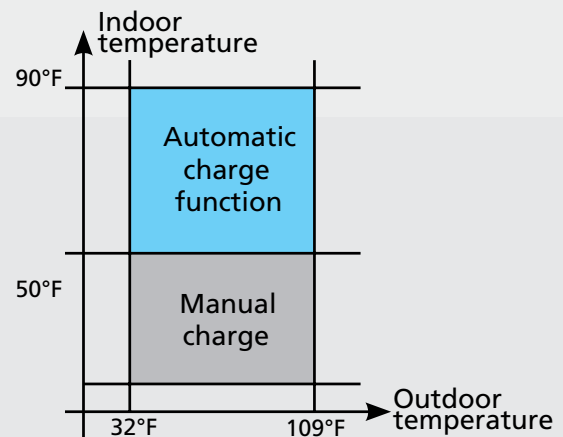 Indoor
temperature
90°F
Automatic
charge
function
50°F
Manual
charge
Outdoor
temperature
32°F
109°F